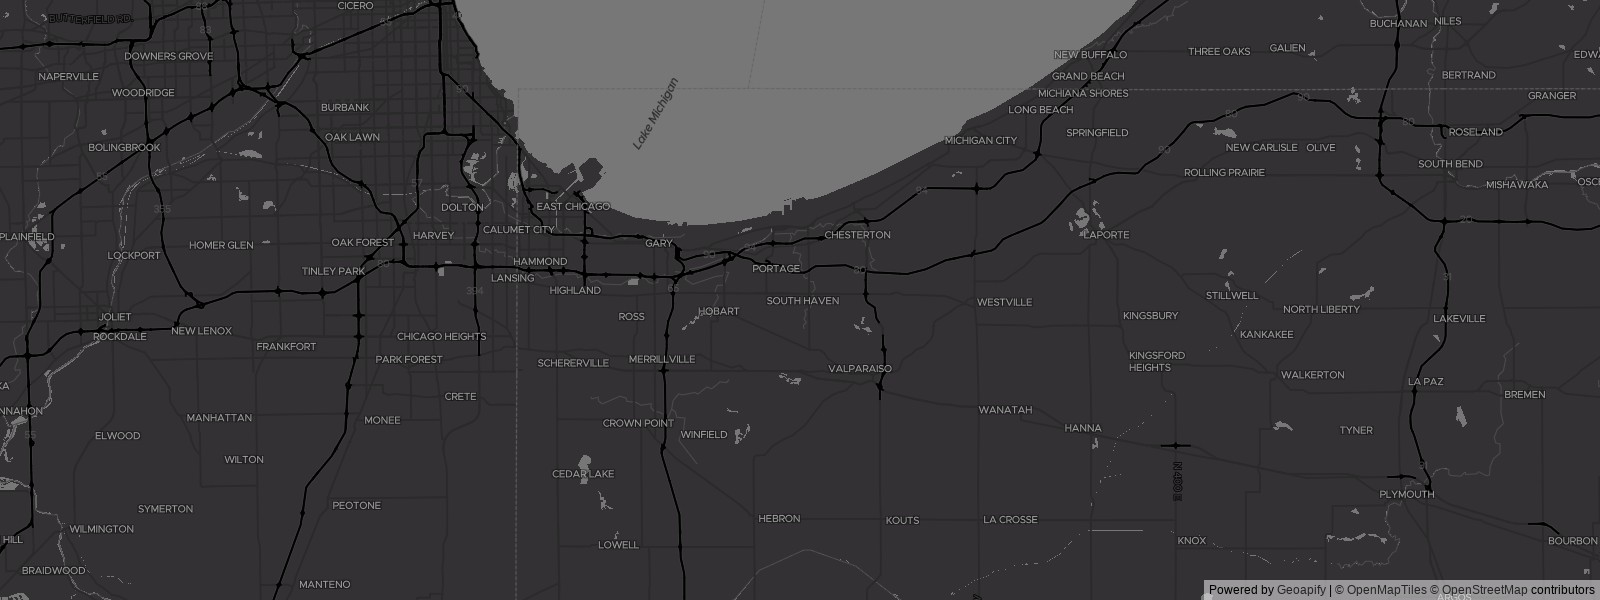 CICERO
BUTTERFIELD RD.
BUCHANAN
NILES
DOWNERS GROVE
NEW BUFFALO
THREE OAKS
GALIEN
NAPERVILLE
GRAND BEACH
BERTRAND
WOODRIDGE
MICHIANA SHORES
GRANGER
BURBANK
Lake Michigan
LONG BEACH
OAK LAWN
MICHIGAN CITY
SPRINGFIELD
ROSELAND
BOLINGBROOK
NEW CARLISLE
OLIVE
SOUTH BEND
ROLLING PRAIRIE
MISHAWAKA
DOLTON
EAST CHICAGO
PLAINFIELD
HOMER GLEN
OAK FOREST
HARVEY
CALUMET CITY
GARY
CHESTERTON
LAPORTE
LOCKPORT
TINLEY PARK
HAMMOND
LANSING
PORTAGE
HIGHLAND
SOUTH HAVEN
WESTVILLE
STILLWELL
NORTH LIBERTY
JOLIET
ROSS
HOBART
KINGSBURY
LAKEVILLE
ROCKDALE
NEW LENOX
CHICAGO HEIGHTS
KANKAKEE
FRANKFORT
PARK FOREST
SCHERERVILLE
MERRILLVILLE
VALPARAISO
KINGSFORD
HEIGHTS
WALKERTON
LA PAZ
CRETE
BREMEN
MANHATTAN
MONEE
CROWN POINT
WINFIELD
WANATAH
HANNA
TYNER
ELWOOD
WILTON
CEDAR LAKE
N 400 E
PLYMOUTH
SYMERTON
PEOTONE
HEBRON
KOUTS
LA CROSSE
WILMINGTON
LOWELL
KNOX
BOURBON
HILL
BRAIDWOOD
MANTENO
Powered by Geoapify | © OpenMapTiles © OpenStreetMap contributors